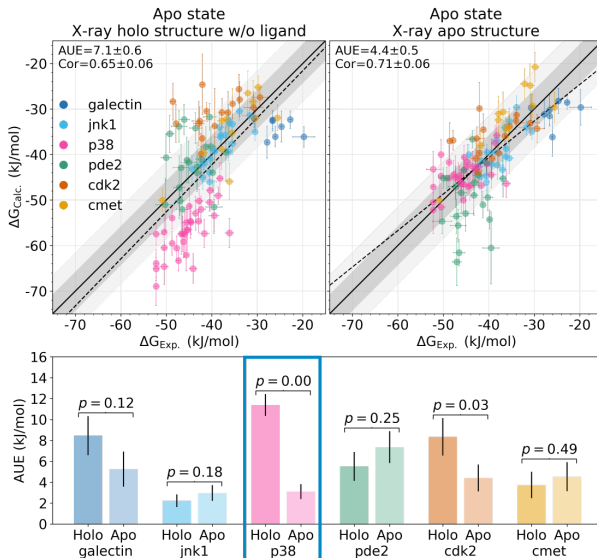 Apo state
X-ray holo structure w/o ligand
Apo state
X-ray apo structure
AUE=7.1±0.6
Cor=0.65±0.06
AUE=4.4±0.5
Cor=0.71±0.06
galectin
jnk1
p38
pde2
cdk2
cmet
ΔG_Calc. (kJ/mol)
-20
-30
-40
-50
-60
-70
-70 -60 -50 -40 -30 -20
-70 -60 -50 -40 -30 -20
ΔG_Exp. (kJ/mol)
ΔG_Exp. (kJ/mol)
AUE (kJ/mol)
16
14
12
10
8
6
4
2
0
p = 0.12
p = 0.18
p = 0.00
p = 0.25
p = 0.03
p = 0.49
Holo Apo Holo Apo Holo Apo Holo Apo Holo Apo Holo Apo
galectin jnk1 p38 pde2 cdk2 cmet